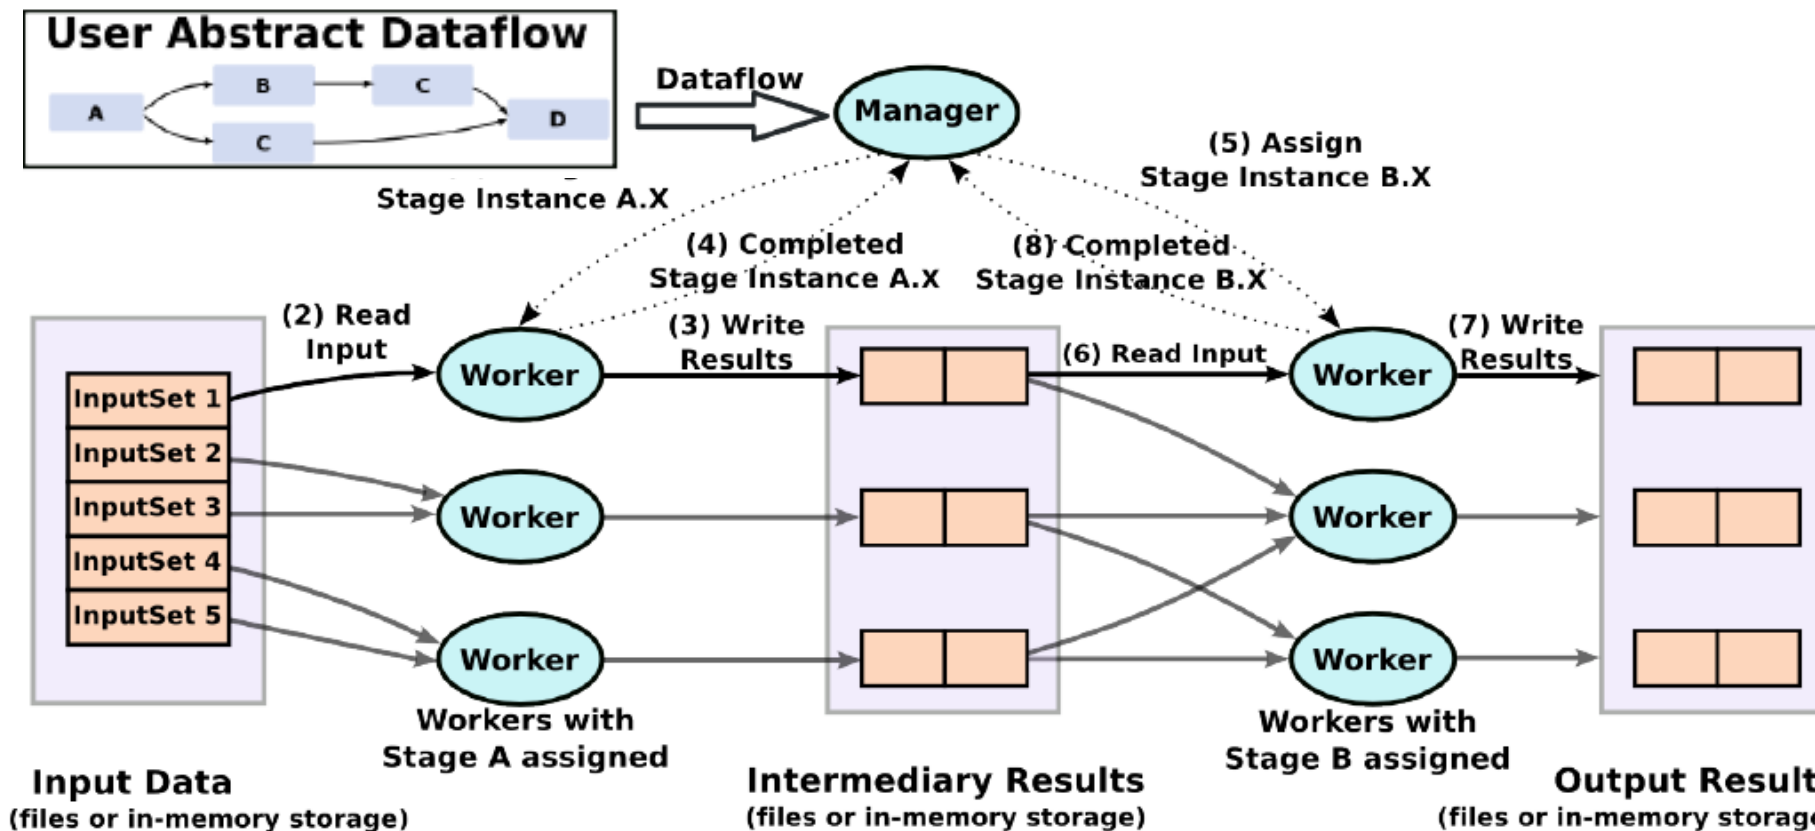 User Abstract Dataflow
A
B
C
C
D
Dataflow
Manager
Stage Instance A.X
(5) Assign
Stage Instance B.X
(4) Completed
Stage Instance A.X
(8) Completed
Stage Instance B.X
(2) Read
Input
Worker
(3) Write
Results
(6) Read Input
Worker
(7) Write
Results
InputSet 1
InputSet 2
InputSet 3
InputSet 4
InputSet 5
Worker
Worker
Worker
Worker
Workers with
Stage A assigned
Workers with
Stage B assigned
Input Data
(files or in-memory storage)
Intermediary Results
(files or in-memory storage)
Output Result
(files or in-memory storage